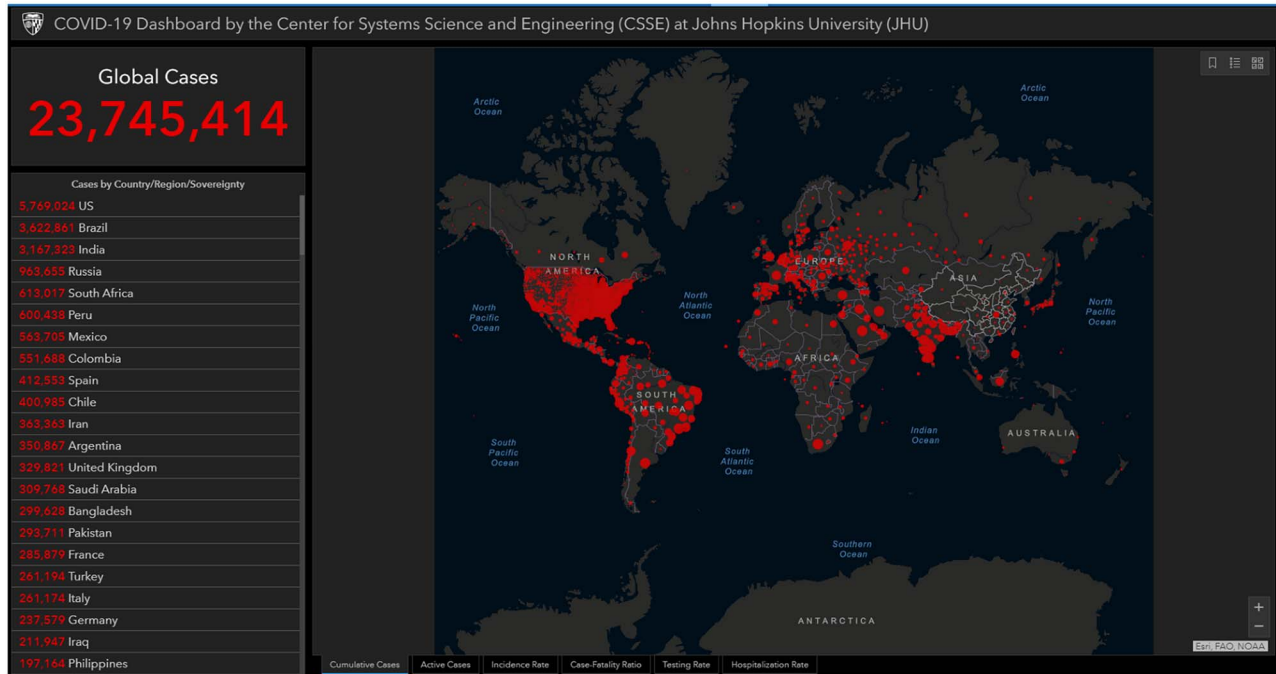 COVID-19 Dashboard by the Center for Systems Science and Engineering (CSSE) at Johns Hopkins University (JHU)
Global Cases
23,745,414
Cases by Country/Region/Sovereignty
5,769,024 US
3,622,861 Brazil
3,167,323 India
963,655 Russia
613,017 South Africa
600,438 Peru
563,705 Mexico
551,688 Colombia
412,553 Spain
400,985 Chile
363,363 Iran
350,867 Argentina
329,821 United Kingdom
309,768 Saudi Arabia
299,628 Bangladesh
293,711 Pakistan
285,879 France
261,194 Turkey
261,174 Italy
237,579 Germany
211,947 Iraq
197,164 Philippines
Arctic
Ocean
Arctic
Ocean
NORTH
AMERICA
EUROPE
ASIA
North
Pacific
Ocean
North
Atlantic
Ocean
North
Pacific
Ocean
AFRICA
SOUTH
AMERICA
Indian
Ocean
AUSTRALIA
South
Pacific
Ocean
South
Atlantic
Ocean
Southern
Ocean
ANTARCTICA
+
−
Esri, FAO, NOAA
Cumulative Cases
Active Cases
Incidence Rate
Case-Fatality Ratio
Testing Rate
Hospitalization Rate